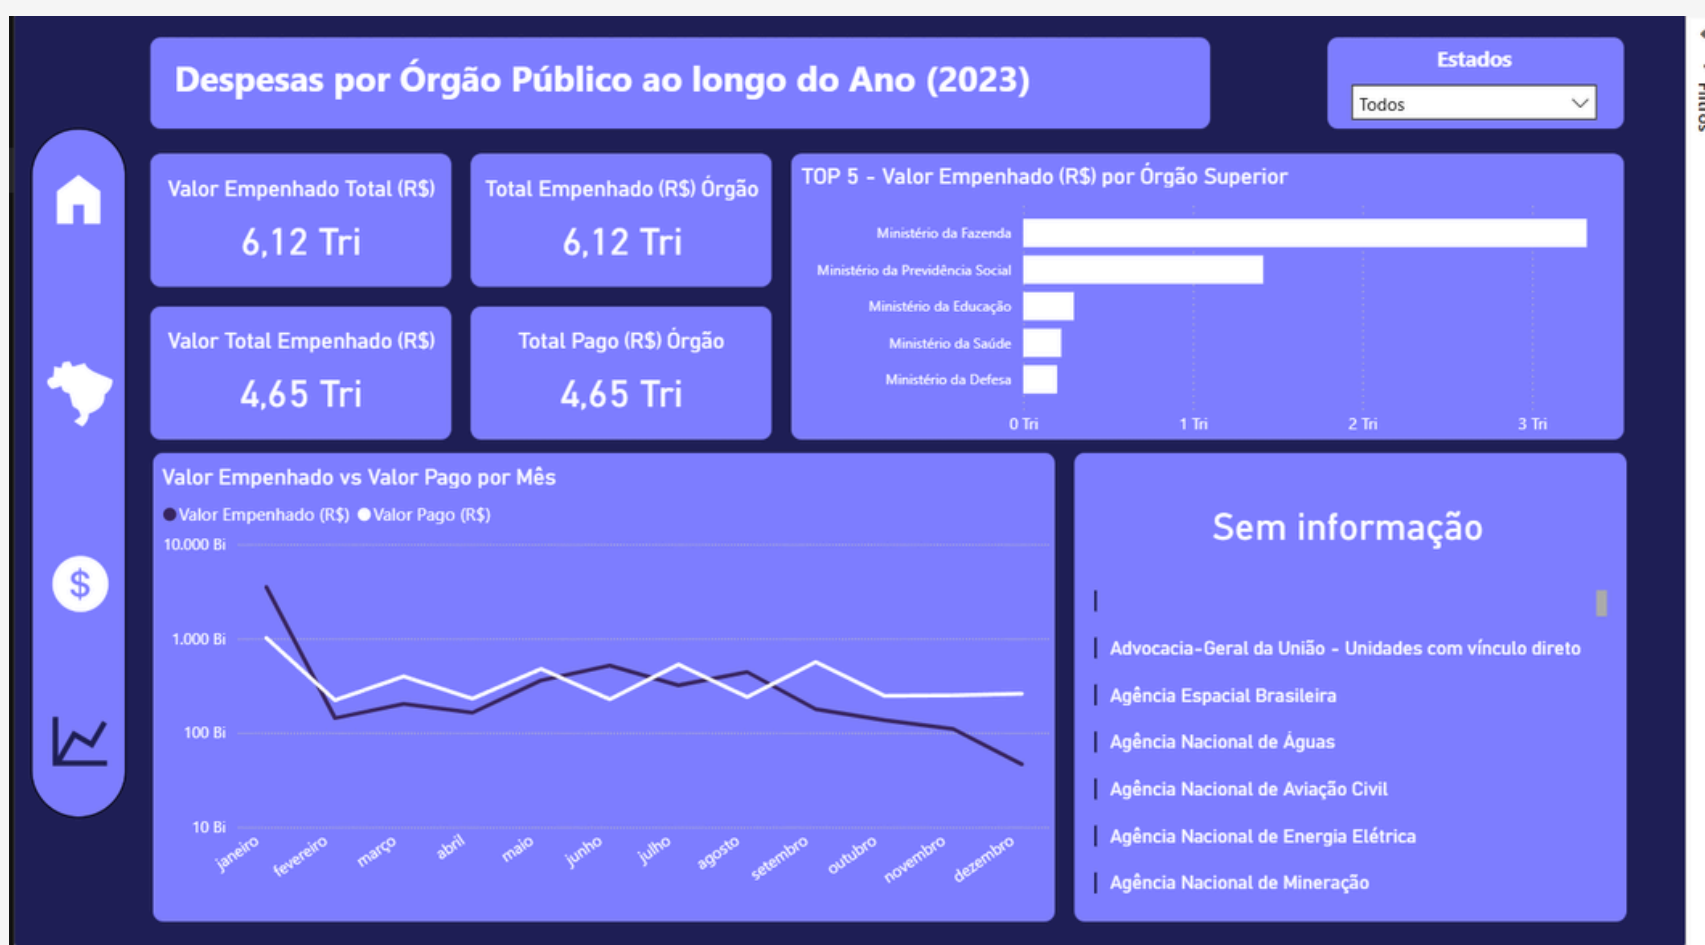 Despesas por Órgão Público ao longo do Ano (2023)
Estados
Todos
Filtros
Valor Empenhado Total (R$)
6,12 Tri
Total Empenhado (R$) Órgão
6,12 Tri
Valor Total Empenhado (R$)
4,65 Tri
Total Pago (R$) Órgão
4,65 Tri
TOP 5 - Valor Empenhado (R$) por Órgão Superior
Ministério da Fazenda
Ministério da Previdência Social
Ministério da Educação
Ministério da Saúde
Ministério da Defesa
0 Tri
1 Tri
2 Tri
3 Tri
Valor Empenhado vs Valor Pago por Mês
Valor Empenhado (R$) Valor Pago (R$)
10.000 Bi
1.000 Bi
100 Bi
10 Bi
janeiro
fevereiro
março
abril
maio
junho
julho
agosto
setembro
outubro
novembro
dezembro
$
Sem informação
Advocacia-Geral da União - Unidades com vínculo direto
Agência Espacial Brasileira
Agência Nacional de Águas
Agência Nacional de Aviação Civil
Agência Nacional de Energia Elétrica
Agência Nacional de Mineração